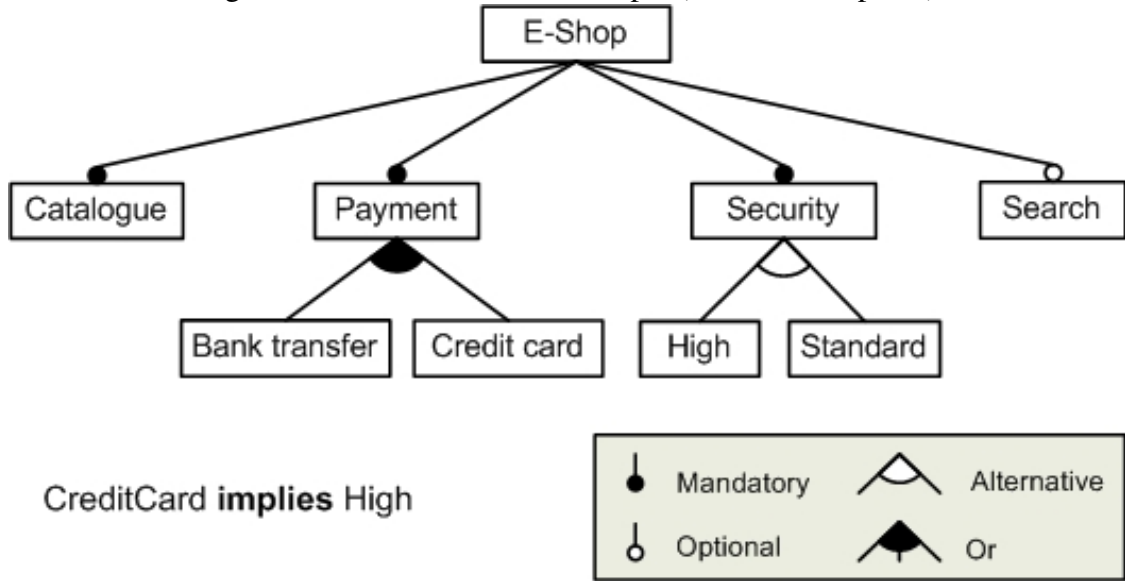 E-Shop
Catalogue
Payment
Security
Search
Bank transfer
Credit card
High
Standard
CreditCard implies High
Mandatory
Alternative
Optional
Or